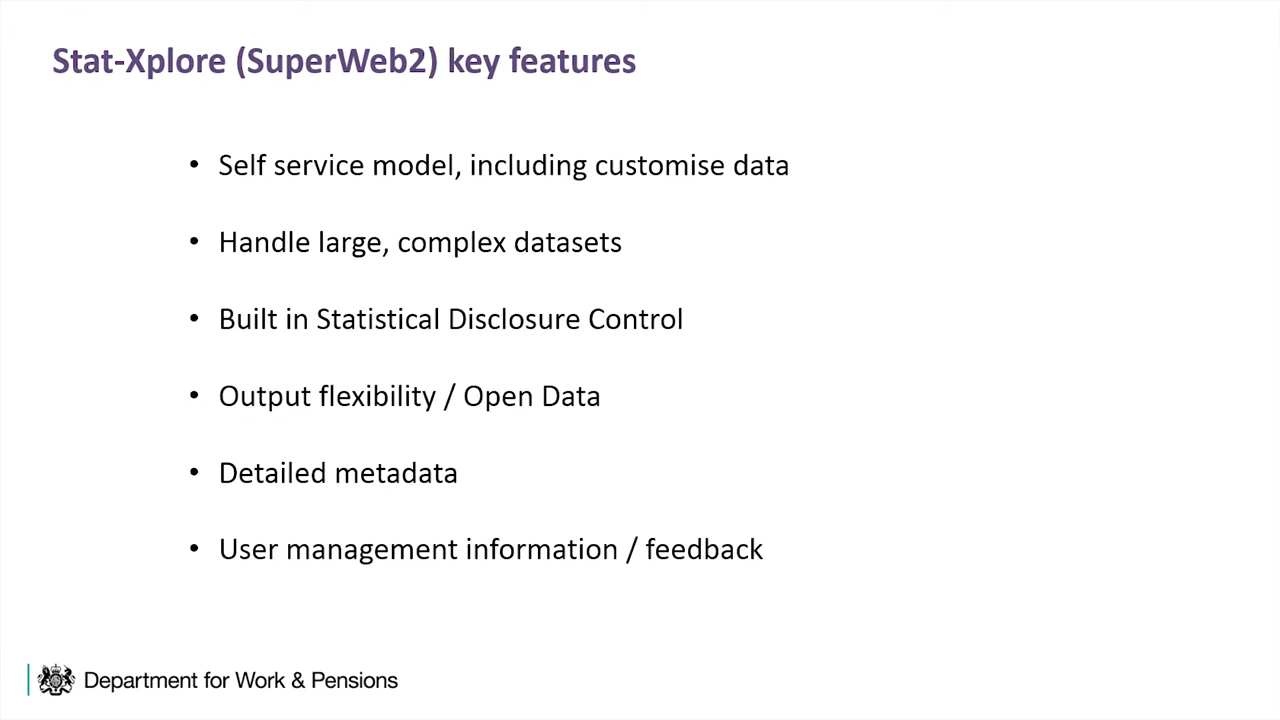 Stat-Xplore (SuperWeb2) key features
• Self service model, including customise data
• Handle large, complex datasets
• Built in Statistical Disclosure Control
• Output flexibility / Open Data
• Detailed metadata
• User management information / feedback
Department for Work & Pensions